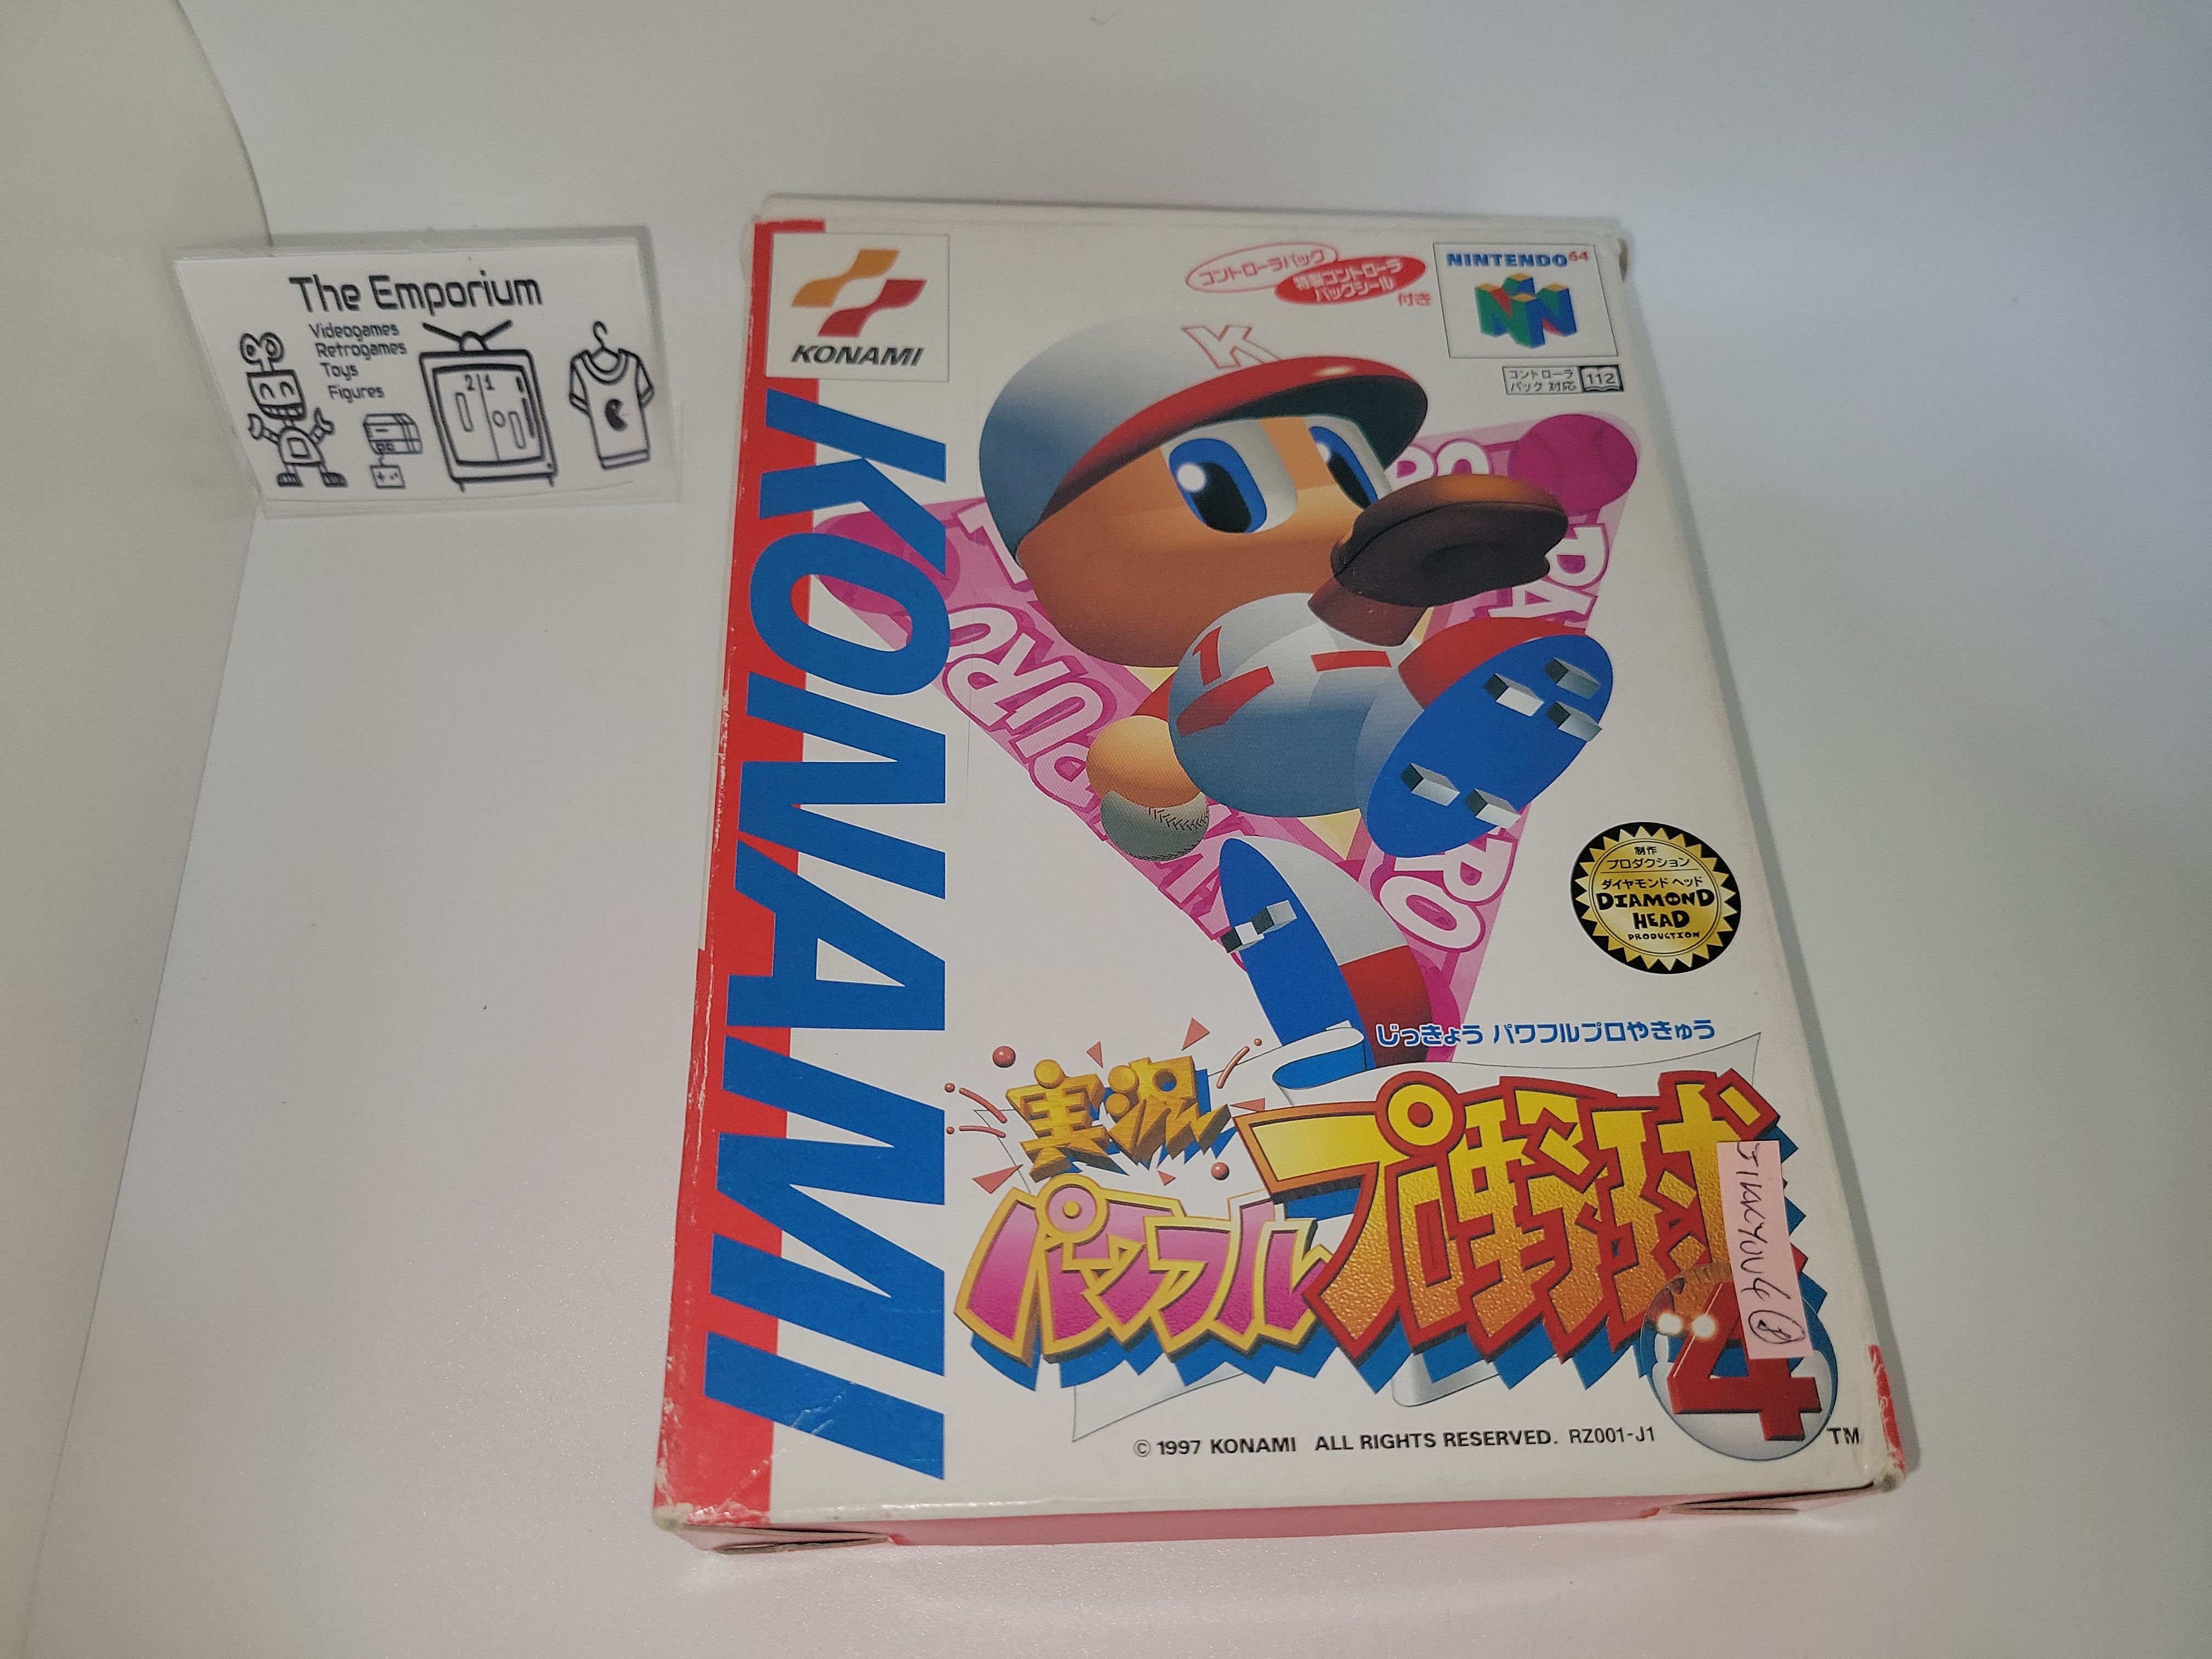 The Emporium
Videogames
Retrogames
Toys
Figures
21
KONAMI
コントローラパック
特製コントローラ
パックシール
付き
NINTENDO64
コントローラ
パック対応
112
K
KONAMI
PURO
PURO
制作
プロダクション
ダイヤモンドヘッド
DIAMOND
HEAD
PRODUCTION
じっきょう パワフルプロやきゅう
実況
パワフル
プロ野球
4
© 1997 KONAMI ALL RIGHTS RESERVED. RZ001-J1
TM